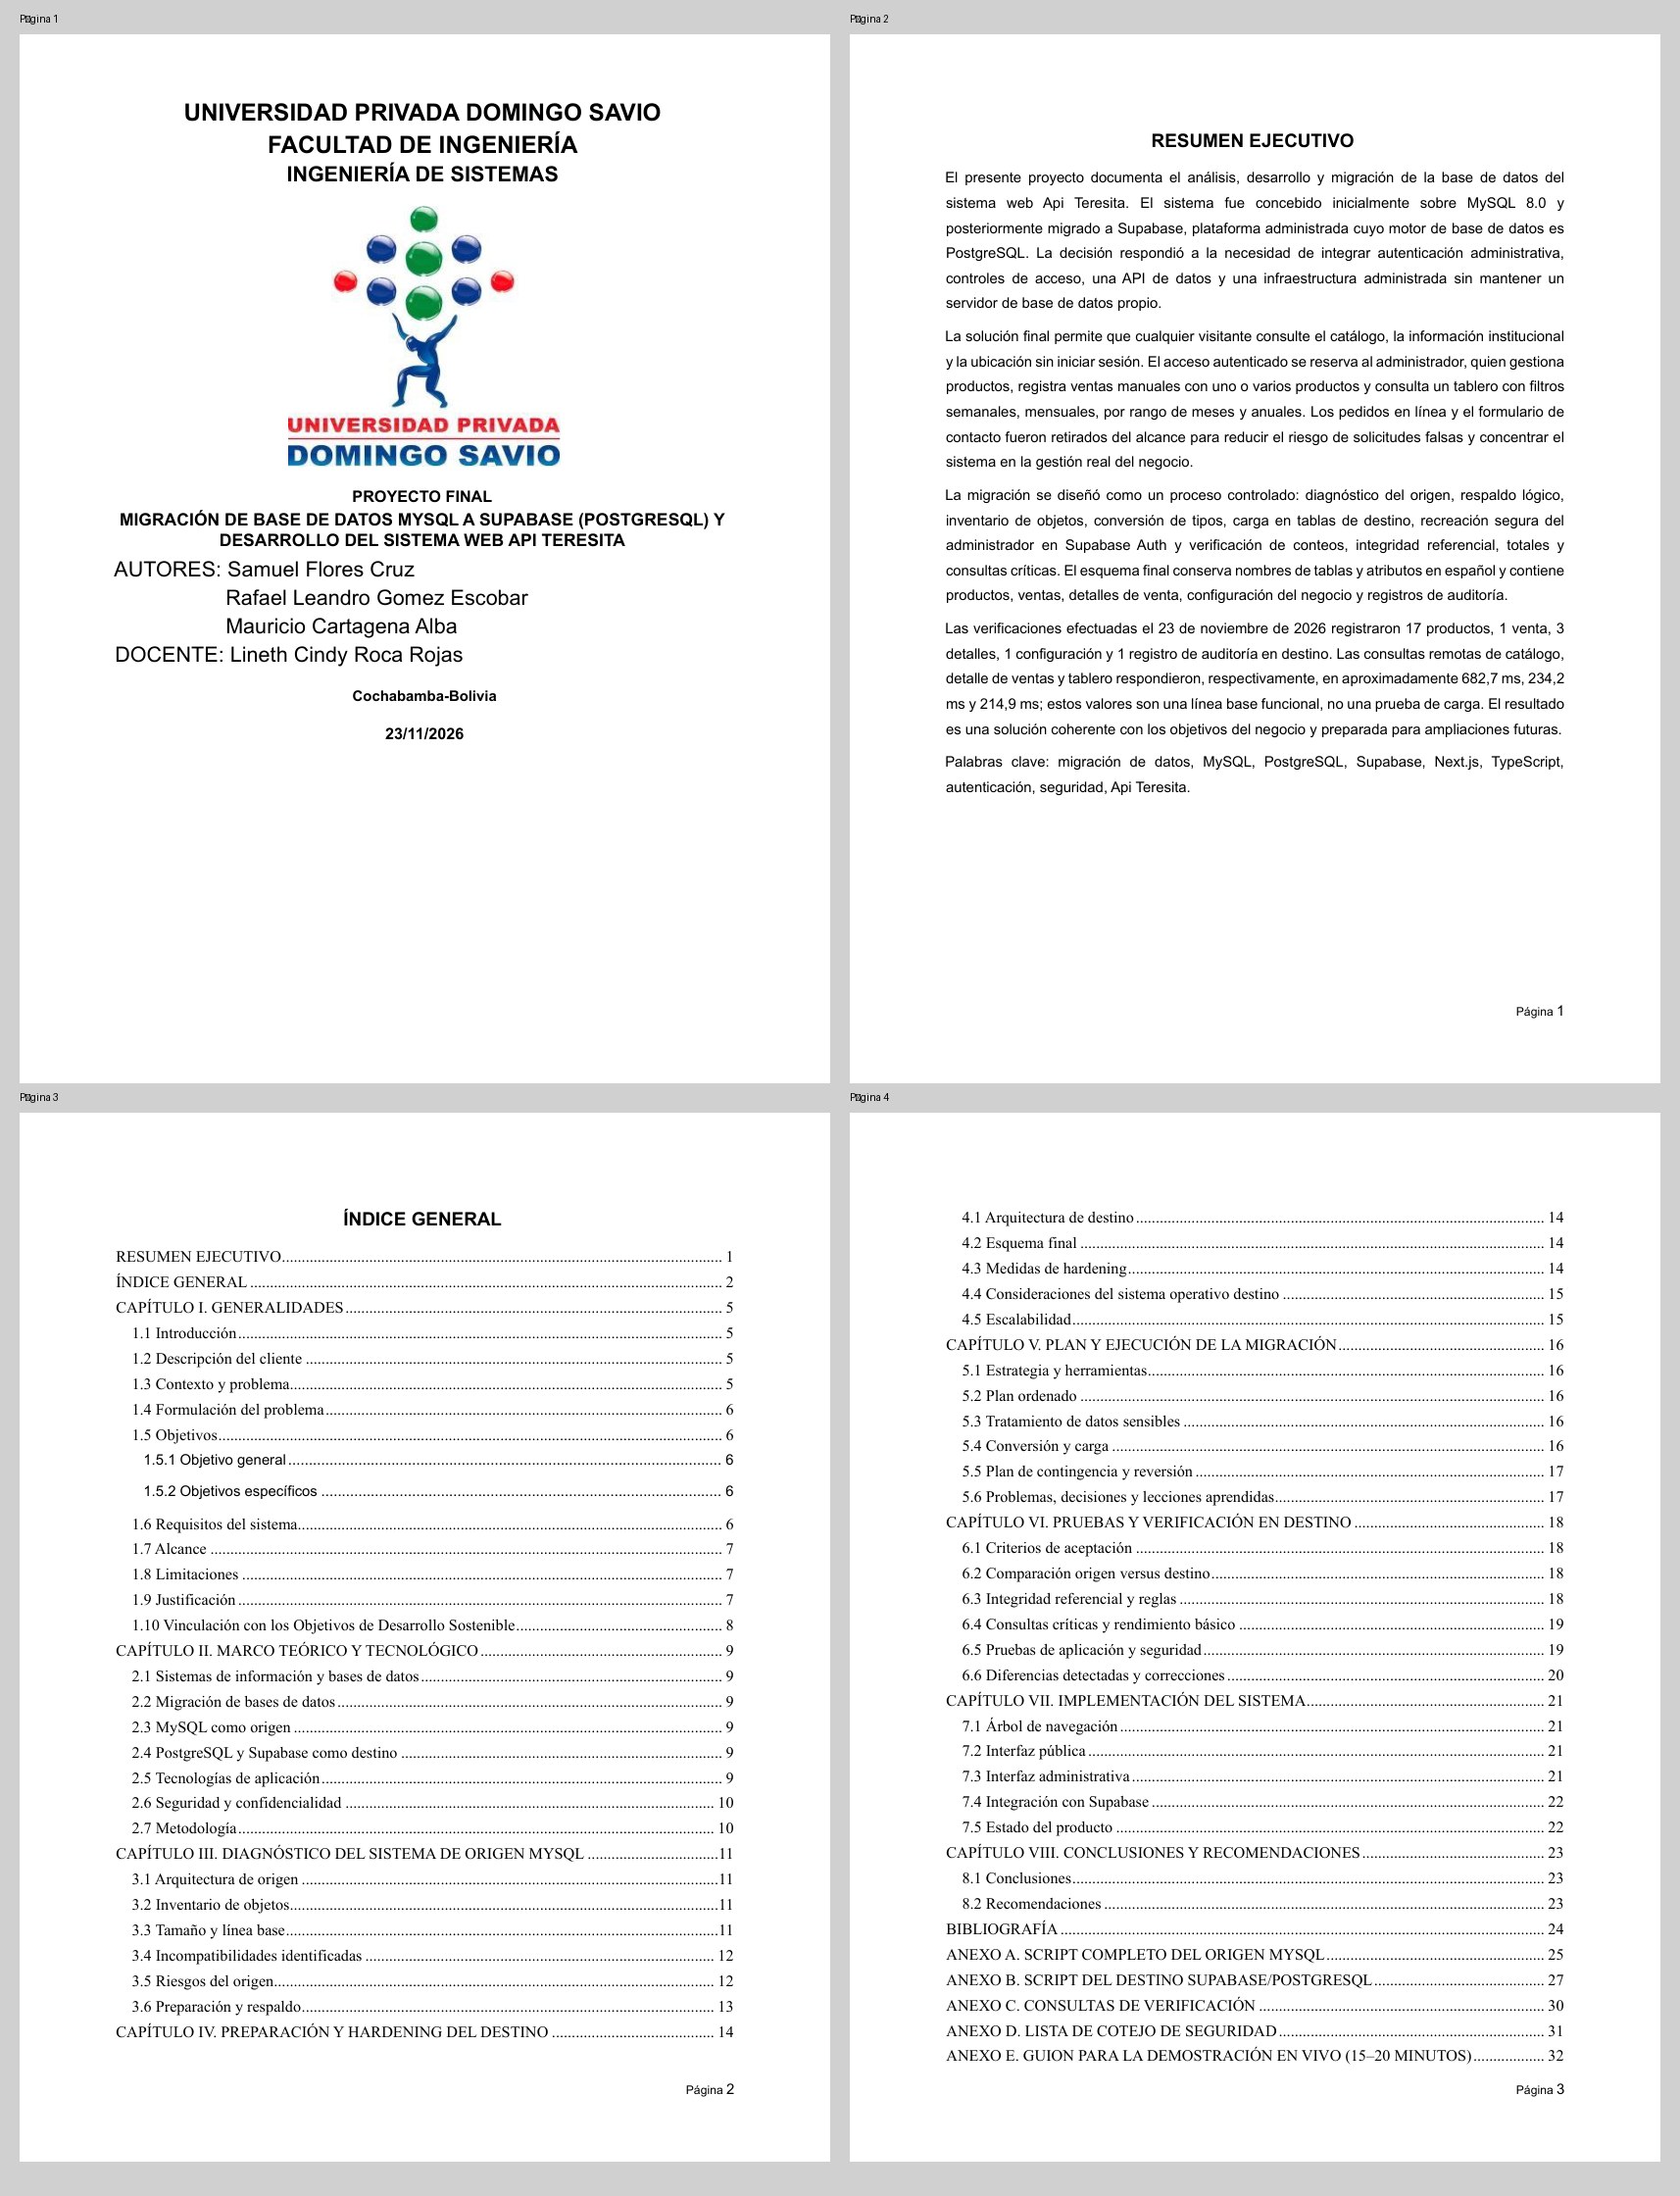 Página 1
UNIVERSIDAD PRIVADA DOMINGO SAVIO
FACULTAD DE INGENIERÍA
INGENIERÍA DE SISTEMAS
UNIVERSIDAD PRIVADA
DOMINGO SAVIO
PROYECTO FINAL
MIGRACIÓN DE BASE DE DATOS MYSQL A SUPABASE (POSTGRESQL) Y
DESARROLLO DEL SISTEMA WEB API TERESITA
AUTORES: Samuel Flores Cruz
Rafael Leandro Gomez Escobar
Mauricio Cartagena Alba
DOCENTE: Lineth Cindy Roca Rojas
Cochabamba-Bolivia
23/11/2026
Página 2
RESUMEN EJECUTIVO
El presente proyecto documenta el análisis, desarrollo y migración de la base de datos del
sistema web Api Teresita. El sistema fue concebido inicialmente sobre MySQL 8.0 y
posteriormente migrado a Supabase, plataforma administrada cuyo motor de base de datos es
PostgreSQL. La decisión respondió a la necesidad de integrar autenticación administrativa,
controles de acceso, una API de datos y una infraestructura administrada sin mantener un
servidor de base de datos propio.
La solución final permite que cualquier visitante consulte el catálogo, la información institucional
y la ubicación sin iniciar sesión. El acceso autenticado se reserva al administrador, quien gestiona
productos, registra ventas manuales con uno o varios productos y consulta un tablero con filtros
semanales, mensuales, por rango de meses y anuales. Los pedidos en línea y el formulario de
contacto fueron retirados del alcance para reducir el riesgo de solicitudes falsas y concentrar el
sistema en la gestión real del negocio.
La migración se diseñó como un proceso controlado: diagnóstico del origen, respaldo lógico,
inventario de objetos, conversión de tipos, carga en tablas de destino, recreación segura del
administrador en Supabase Auth y verificación de conteos, integridad referencial, totales y
consultas críticas. El esquema final conserva nombres de tablas y atributos en español y contiene
productos, ventas, detalles de venta, configuración del negocio y registros de auditoría.
Las verificaciones efectuadas el 23 de noviembre de 2026 registraron 17 productos, 1 venta, 3
detalles, 1 configuración y 1 registro de auditoría en destino. Las consultas remotas de catálogo,
detalle de ventas y tablero respondieron, respectivamente, en aproximadamente 682,7 ms, 234,2
ms y 214,9 ms; estos valores son una línea base funcional, no una prueba de carga. El resultado
es una solución coherente con los objetivos del negocio y preparada para ampliaciones futuras.
Palabras clave: migración de datos, MySQL, PostgreSQL, Supabase, Next.js, TypeScript,
autenticación, seguridad, Api Teresita.
Página 1
Página 3
ÍNDICE GENERAL
RESUMEN EJECUTIVO 1
ÍNDICE GENERAL 2
CAPÍTULO I. GENERALIDADES 5
1.1 Introducción 5
1.2 Descripción del cliente 5
1.3 Contexto y problema 5
1.4 Formulación del problema 6
1.5 Objetivos 6
1.5.1 Objetivo general 6
1.5.2 Objetivos específicos 6
1.6 Requisitos del sistema 6
1.7 Alcance 7
1.8 Limitaciones 7
1.9 Justificación 7
1.10 Vinculación con los Objetivos de Desarrollo Sostenible 8
CAPÍTULO II. MARCO TEÓRICO Y TECNOLÓGICO 9
2.1 Sistemas de información y bases de datos 9
2.2 Migración de bases de datos 9
2.3 MySQL como origen 9
2.4 PostgreSQL y Supabase como destino 9
2.5 Tecnologías de aplicación 9
2.6 Seguridad y confidencialidad 10
2.7 Metodología 10
CAPÍTULO III. DIAGNÓSTICO DEL SISTEMA DE ORIGEN MYSQL 11
3.1 Arquitectura de origen 11
3.2 Inventario de objetos 11
3.3 Tamaño y línea base 11
3.4 Incompatibilidades identificadas 12
3.5 Riesgos del origen 12
3.6 Preparación y respaldo 13
CAPÍTULO IV. PREPARACIÓN Y HARDENING DEL DESTINO 14
Página 2
Página 4
4.1 Arquitectura de destino 14
4.2 Esquema final 14
4.3 Medidas de hardening 14
4.4 Consideraciones del sistema operativo destino 15
4.5 Escalabilidad 15
CAPÍTULO V. PLAN Y EJECUCIÓN DE LA MIGRACIÓN 16
5.1 Estrategia y herramientas 16
5.2 Plan ordenado 16
5.3 Tratamiento de datos sensibles 16
5.4 Conversión y carga 16
5.5 Plan de contingencia y reversión 17
5.6 Problemas, decisiones y lecciones aprendidas 17
CAPÍTULO VI. PRUEBAS Y VERIFICACIÓN EN DESTINO 18
6.1 Criterios de aceptación 18
6.2 Comparación origen versus destino 18
6.3 Integridad referencial y reglas 18
6.4 Consultas críticas y rendimiento básico 19
6.5 Pruebas de aplicación y seguridad 19
6.6 Diferencias detectadas y correcciones 20
CAPÍTULO VII. IMPLEMENTACIÓN DEL SISTEMA 21
7.1 Árbol de navegación 21
7.2 Interfaz pública 21
7.3 Interfaz administrativa 21
7.4 Integración con Supabase 22
7.5 Estado del producto 22
CAPÍTULO VIII. CONCLUSIONES Y RECOMENDACIONES 23
8.1 Conclusiones 23
8.2 Recomendaciones 23
BIBLIOGRAFÍA 24
ANEXO A. SCRIPT COMPLETO DEL ORIGEN MYSQL 25
ANEXO B. SCRIPT DEL DESTINO SUPABASE/POSTGRESQL 27
ANEXO C. CONSULTAS DE VERIFICACIÓN 30
ANEXO D. LISTA DE COTEJO DE SEGURIDAD 31
ANEXO E. GUION PARA LA DEMOSTRACIÓN EN VIVO (15–20 MINUTOS) 32
Página 3